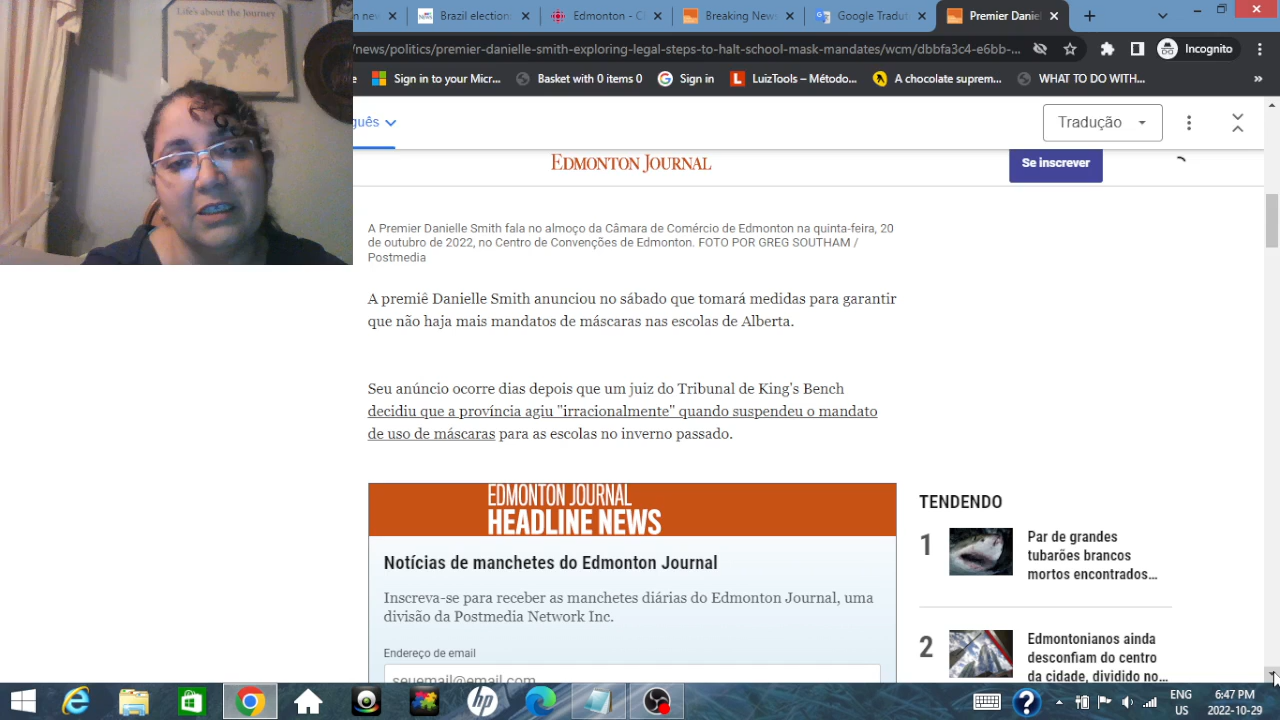 Life's about the Journey
news
NEWS Brazil election
Edmonton - C
Breaking News
Google Tradut
Premier Daniel
/news/politics/premier-danielle-smith-exploring-legal-steps-to-halt-school-mask-mandates/wcm/dbbfa3c4-e6bb-...
Incognito
Sign in to your Micr...
Basket with 0 items 0
Sign in
LuizTools – Método...
A chocolate suprem...
WHAT TO DO WITH...
»
guês
Tradução
EDMONTON JOURNAL
Se inscrever
A Premier Danielle Smith fala no almoço da Câmara de Comércio de Edmonton na quinta-feira, 20
de outubro de 2022, no Centro de Convenções de Edmonton. FOTO POR GREG SOUTHAM /
Postmedia
A premiê Danielle Smith anunciou no sábado que tomará medidas para garantir
que não haja mais mandatos de máscaras nas escolas de Alberta.
Seu anúncio ocorre dias depois que um juiz do Tribunal de King's Bench
decidiu que a província agiu "irracionalmente" quando suspendeu o mandato
de uso de máscaras para as escolas no inverno passado.
EDMONTON JOURNAL
HEADLINE NEWS
Notícias de manchetes do Edmonton Journal
Inscreva-se para receber as manchetes diárias do Edmonton Journal, uma
divisão da Postmedia Network Inc.
Endereço de email
seuemail@email.com
TENDENDO
1
Par de grandes
tubarões brancos
mortos encontrados...
2
Edmontonianos ainda
desconfiam do centro
da cidade, dividido no...
ENG
US
6:47 PM
2022-10-29